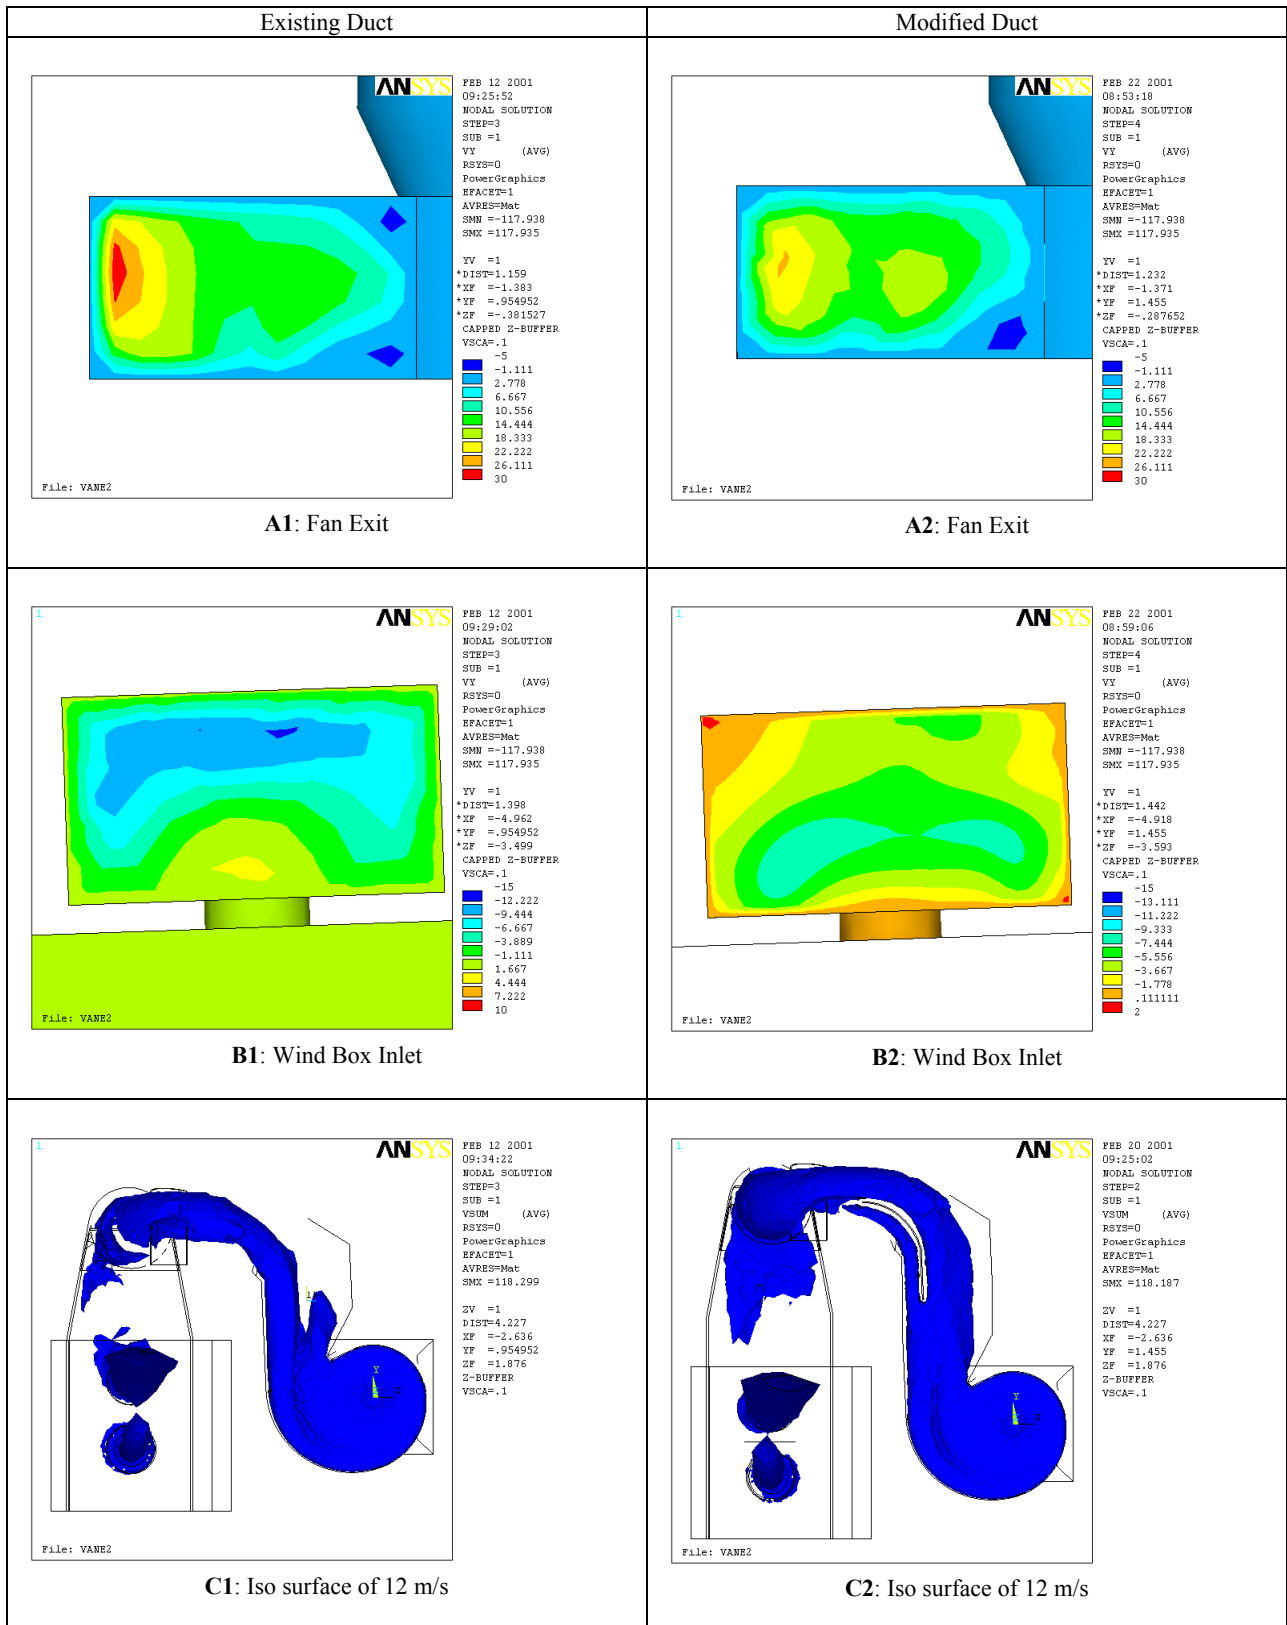 Existing Duct
Modified Duct
ANSYS
FEB 12 2001
09:25:52
NODAL SOLUTION
STEP=3
SUB =1
VY (AVG)
RSYS=0
PowerGraphics
EFACET=1
AVRES=Mat
SMN =-117.938
SMX =117.935
YV =1
*DIST=1.159
*XF =-1.383
*YF =.954952
*ZF =-.381527
CAPPED Z-BUFFER
VSCA=.1
-5
-1.111
2.778
6.667
10.556
14.444
18.333
22.222
26.111
30
File: VANE2
A1: Fan Exit
ANSYS
FEB 22 2001
08:53:18
NODAL SOLUTION
STEP=4
SUB =1
VY (AVG)
RSYS=0
PowerGraphics
EFACET=1
AVRES=Mat
SMN =-117.938
SMX =117.935
YV =1
*DIST=1.232
*XF =-1.371
*YF =1.455
*ZF =-.287652
CAPPED Z-BUFFER
VSCA=.1
-5
-1.111
2.778
6.667
10.556
14.444
18.333
22.222
26.111
30
File: VANE2
A2: Fan Exit
1
ANSYS
FEB 12 2001
09:29:02
NODAL SOLUTION
STEP=3
SUB =1
VY (AVG)
RSYS=0
PowerGraphics
EFACET=1
AVRES=Mat
SMN =-117.938
SMX =117.935
YV =1
*DIST=1.398
*XF =-4.962
*YF =.954952
*ZF =-3.499
CAPPED Z-BUFFER
VSCA=.1
-15
-12.222
-9.444
-6.667
-3.889
-1.111
1.667
4.444
7.222
10
File: VANE2
B1: Wind Box Inlet
1
ANSYS
FEB 22 2001
08:59:06
NODAL SOLUTION
STEP=4
SUB =1
VY (AVG)
RSYS=0
PowerGraphics
EFACET=1
AVRES=Mat
SMN =-117.938
SMX =117.935
YV =1
*DIST=1.442
*XF =-4.918
*YF =1.455
*ZF =-3.593
CAPPED Z-BUFFER
VSCA=.1
-15
-13.111
-11.222
-9.333
-7.444
-5.556
-3.667
-1.778
.111111
2
File: VANE2
B2: Wind Box Inlet
1
ANSYS
FEB 12 2001
09:34:22
NODAL SOLUTION
STEP=3
SUB =1
VSUM (AVG)
RSYS=0
PowerGraphics
EFACET=1
AVRES=Mat
SMX =118.299
ZV =1
DIST=4.227
XF =-2.636
YF =.954952
ZF =1.876
Z-BUFFER
VSCA=.1
Y
File: VANE2
C1: Iso surface of 12 m/s
1
ANSYS
FEB 20 2001
09:25:02
NODAL SOLUTION
STEP=2
SUB =1
VSUM (AVG)
RSYS=0
PowerGraphics
EFACET=1
AVRES=Mat
SMX =118.187
ZV =1
DIST=4.227
XF =-2.636
YF =1.455
ZF =1.876
Z-BUFFER
VSCA=.1
Y
File: VANE2
C2: Iso surface of 12 m/s